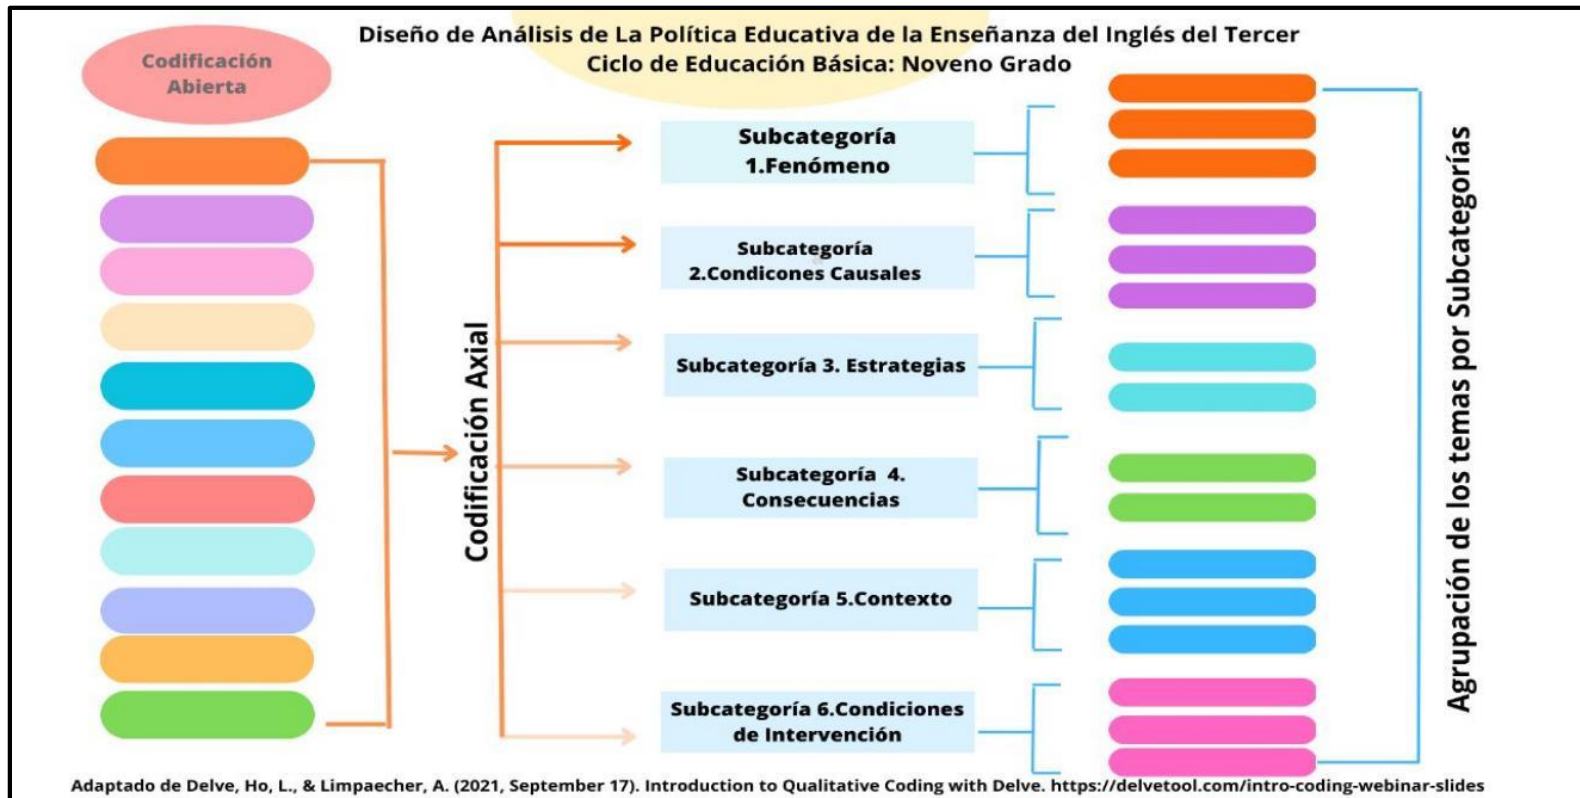 Diseño de Análisis de La Política Educativa de la Enseñanza del Inglés del Tercer
Ciclo de Educación Básica: Noveno Grado
Codificación
Abierta
Codificación Axial
Subcategoría
1.Fenómeno
Subcategoría
2.Condicones Causales
Subcategoría 3. Estrategias
Subcategoría 4.
Consecuencias
Subcategoría 5.Contexto
Subcategoría 6.Condiciones
de Intervención
Agrupación de los temas por Subcategorías
Adaptado de Delve, Ho, L., & Limpaecher, A. (2021, September 17). Introduction to Qualitative Coding with Delve. https://delvetool.com/intro-coding-webinar-slides